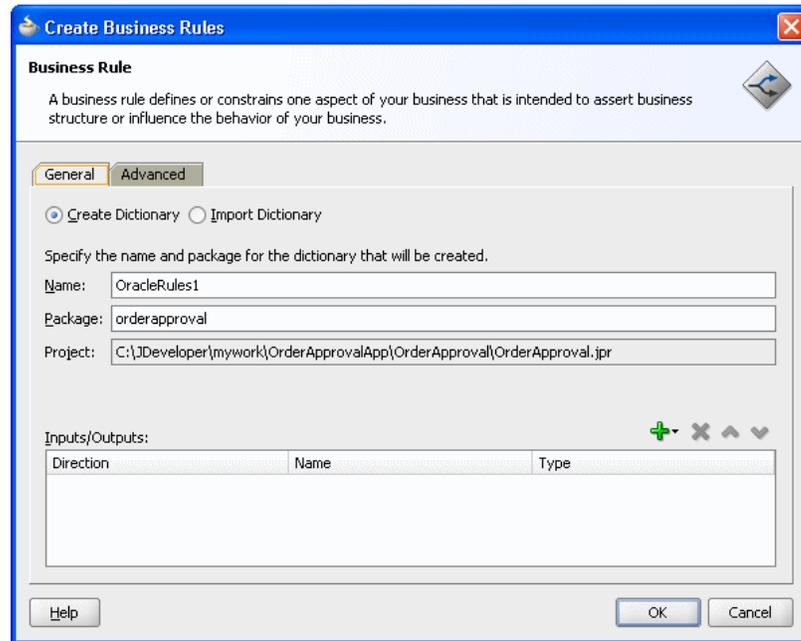 Create Business Rules
Business Rule
A business rule defines or constrains one aspect of your business that is intended to assert business
structure or influence the behavior of your business.
General Advanced
Create Dictionary Import Dictionary
Specify the name and package for the dictionary that will be created.
Name: OracleRules1
Package: orderapproval
Project: C:\JDeveloper\mywork\OrderApprovalApp\OrderApproval\OrderApproval.jpr
Inputs/Outputs:
Direction Name Type
Help OK Cancel